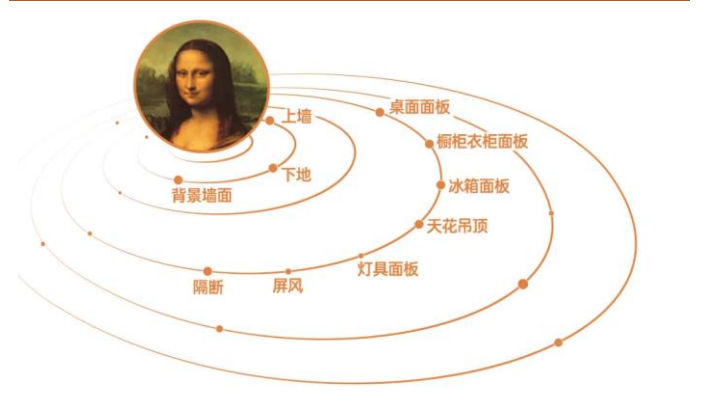 上墙
下地
背景墙面
桌面面板
橱柜衣柜面板
冰箱面板
天花吊顶
灯具面板
屏风
隔断